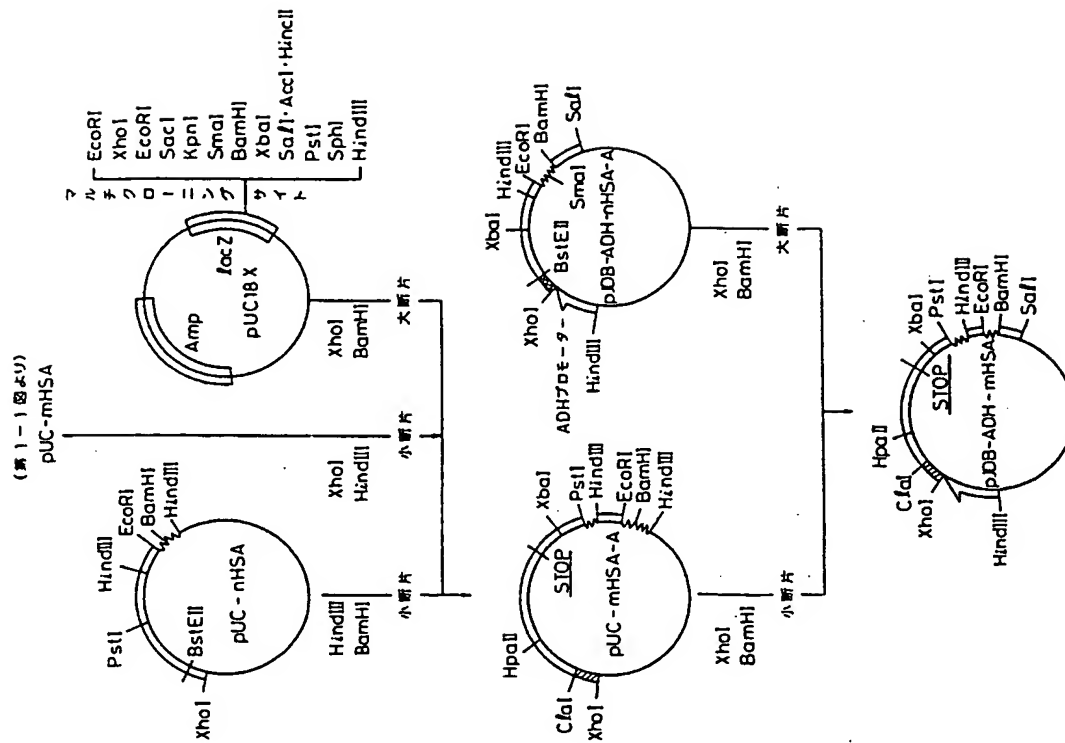 (第1-1図より)
pUC-mHSA
XhoI
HindIII
小断片
PstI
HindIII
EcoRI
BamHI
HindIII
BstEII
XhoI
pUC-nHSA
HindIII
BamHI
小断片
Amp
lacZ
pUC18X
マルチクローニングサイト
EcoRI
XhoI
EcoRI
SacI
KpnI
SmaI
BamHI
XbaI
SalI・AccI・HincII
PstI
SphI
HindIII
XhoI
BamHI
大断片
HpaII
ClaI
XhoI
STOP
XbaI
PstI
HindIII
EcoRI
BamHI
HindIII
pUC-mHSA-A
XhoI
BamHI
小断片
XbaI
HindIII
EcoRI
BamHI
SalI
SmaI
BstEII
XhoI
ADHプロモーター
HindIII
pJDB-ADH-nHSA-A
XhoI
BamHI
大断片
HpaII
ClaI
XhoI
STOP
XbaI
PstI
HindIII
EcoRI
BamHI
SalI
HindIII
pJDB-ADH-mHSA